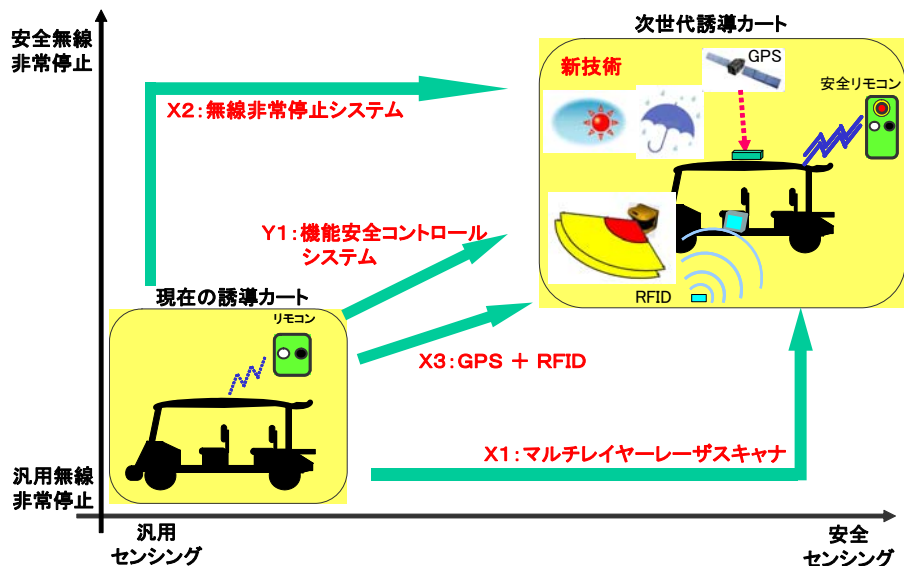 次世代誘導カート
安全無線
非常停止
新技術
GPS
安全リモコン
X2:無線非常停止システム
Y1:機能安全コントロール
システム
現在の誘導カート
リモコン
RFID
X3:GPS + RFID
X1:マルチレイヤーレーザスキャナ
汎用無線
非常停止
汎用
センシング
安全
センシング